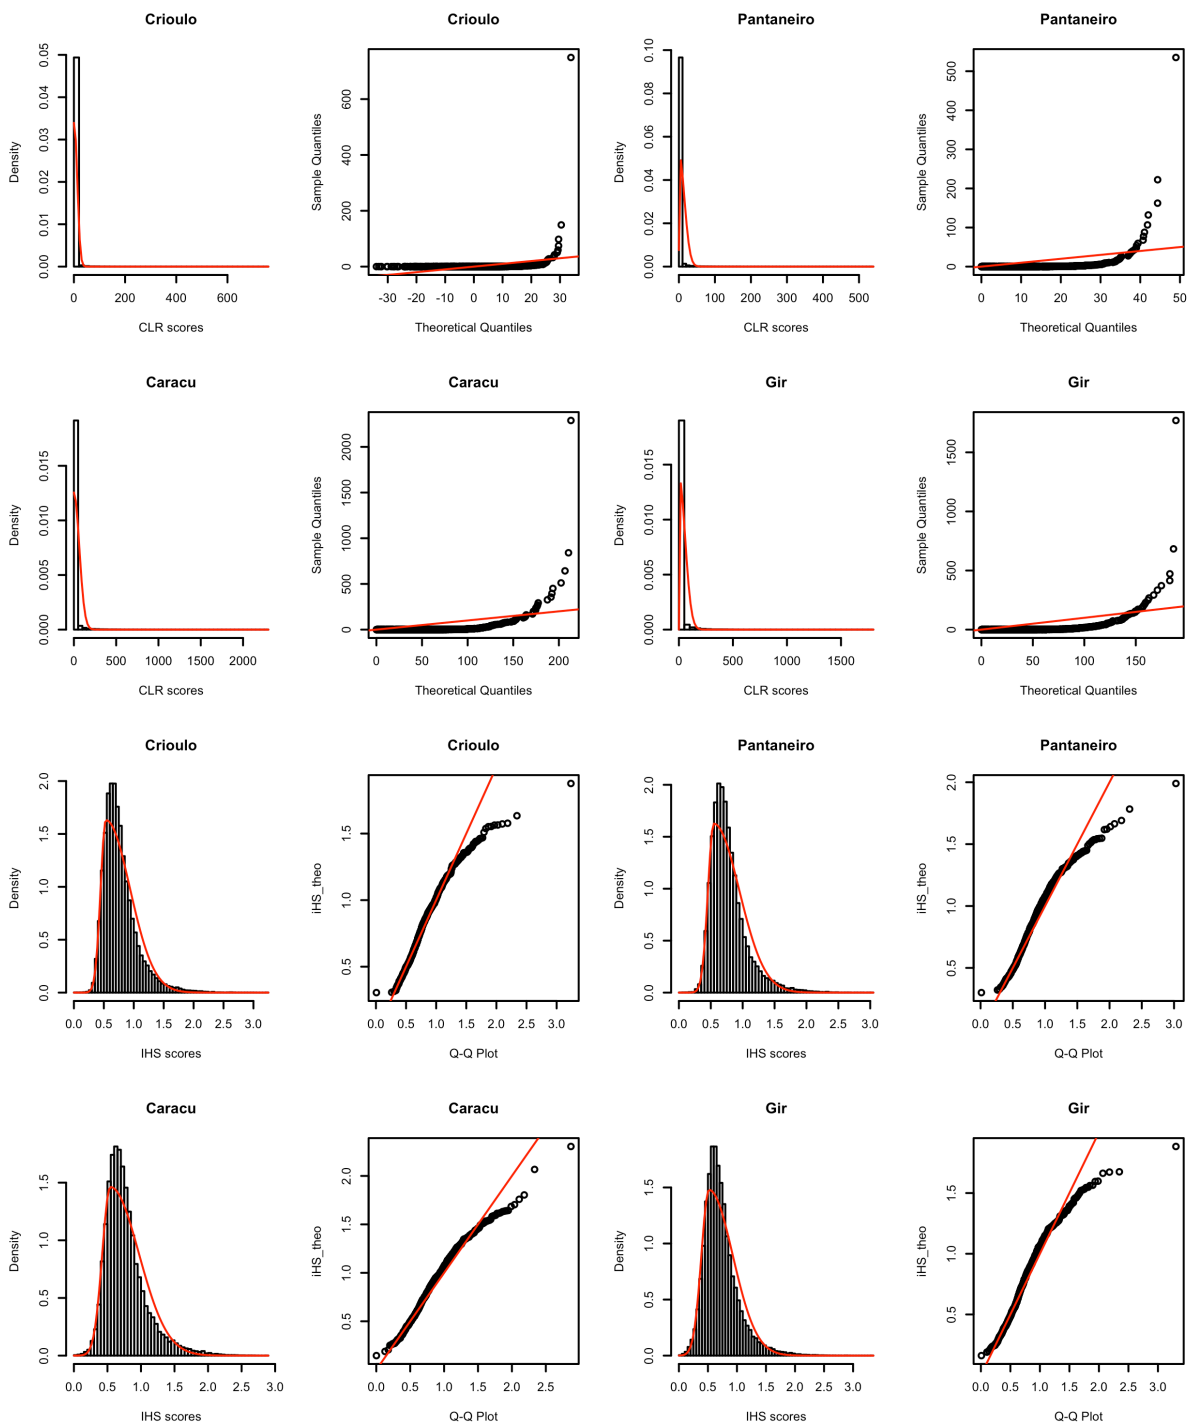 Crioulo
Density
0.00 0.01 0.02 0.03 0.04 0.05
0 200 400 600
CLR scores
Crioulo
Sample Quantiles
0 200 400 600
-30 -20 -10 0 10 20 30
Theoretical Quantiles
Pantaneiro
Density
0.00 0.02 0.04 0.06 0.08 0.10
0 100 200 300 400 500
CLR scores
Pantaneiro
Sample Quantiles
0 100 200 300 400 500
0 10 20 30 40 50
Theoretical Quantiles
Caracu
Density
0.000 0.005 0.010 0.015
0 500 1000 1500 2000
CLR scores
Caracu
Sample Quantiles
0 500 1000 1500 2000
0 50 100 150 200
Theoretical Quantiles
Gir
Density
0.000 0.005 0.010 0.015
0 500 1000 1500
CLR scores
Gir
Sample Quantiles
0 500 1000 1500
0 50 100 150
Theoretical Quantiles
Crioulo
Density
0.0 0.5 1.0 1.5 2.0
0.0 0.5 1.0 1.5 2.0 2.5 3.0
IHS scores
Crioulo
iHS_theo
0.5 1.0 1.5
0.0 0.5 1.0 1.5 2.0 2.5 3.0
Q-Q Plot
Pantaneiro
Density
0.0 0.5 1.0 1.5 2.0
0.0 0.5 1.0 1.5 2.0 2.5 3.0
IHS scores
Pantaneiro
iHS_theo
0.5 1.0 1.5 2.0
0.0 0.5 1.0 1.5 2.0 2.5 3.0
Q-Q Plot
Caracu
Density
0.0 0.5 1.0 1.5
0.0 0.5 1.0 1.5 2.0 2.5 3.0
IHS scores
Caracu
iHS_theo
0.5 1.0 1.5 2.0
0.0 0.5 1.0 1.5 2.0 2.5
Q-Q Plot
Gir
Density
0.0 0.5 1.0 1.5
0.0 0.5 1.0 1.5 2.0 2.5 3.0
IHS scores
Gir
iHS_theo
0.5 1.0 1.5
0.0 0.5 1.0 1.5 2.0 2.5 3.0
Q-Q Plot